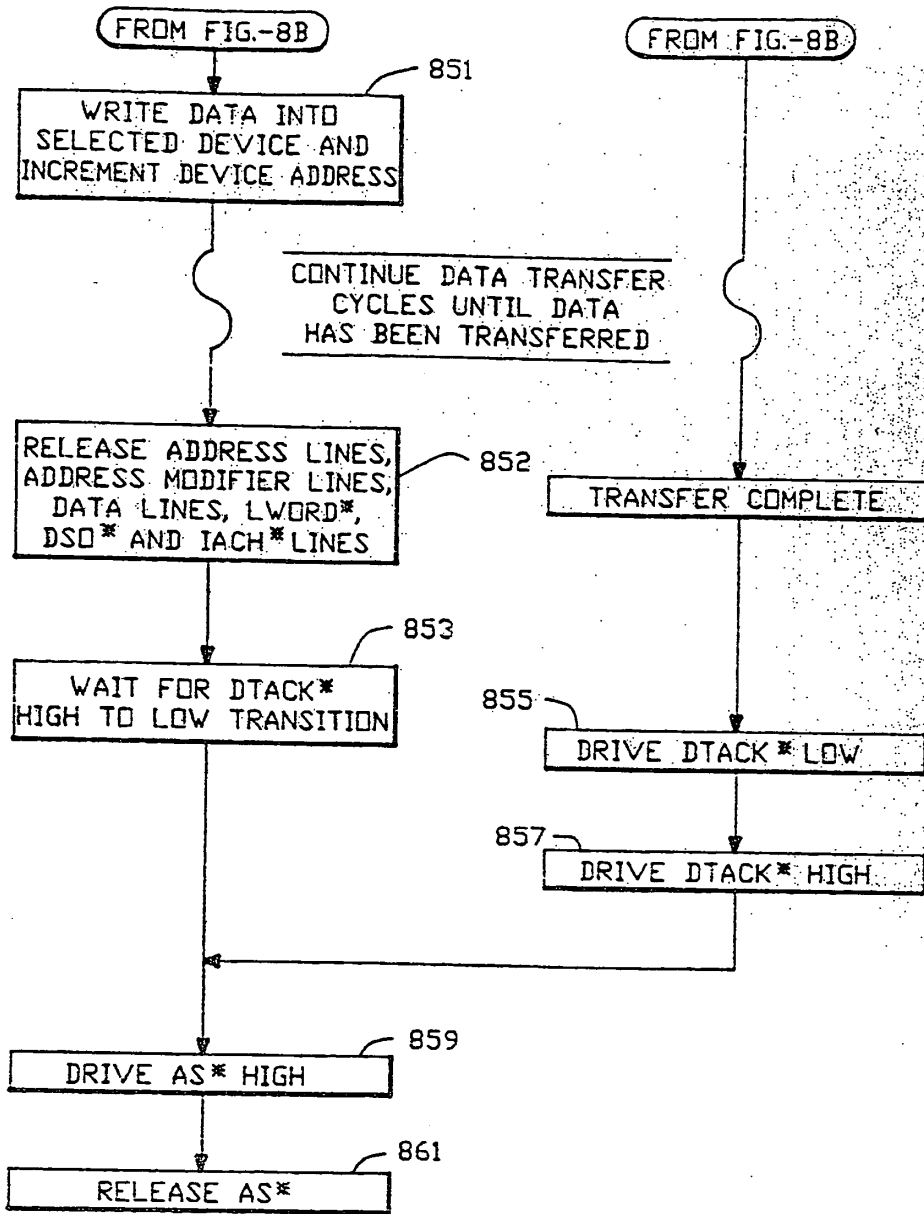 FROM FIG.-8B
851
WRITE DATA INTO
SELECTED DEVICE AND
INCREMENT DEVICE ADDRESS
FROM FIG.-8B
CONTINUE DATA TRANSFER
CYCLES UNTIL DATA
HAS BEEN TRANSFERRED
RELEASE ADDRESS LINES,
ADDRESS MODIFIER LINES,
DATA LINES, LWORD*,
DSO* AND IACH* LINES
852
TRANSFER COMPLETE
853
WAIT FOR DTACK*
HIGH TO LOW TRANSITION
855
DRIVE DTACK* LOW
857
DRIVE DTACK* HIGH
859
DRIVE AS* HIGH
861
RELEASE AS*